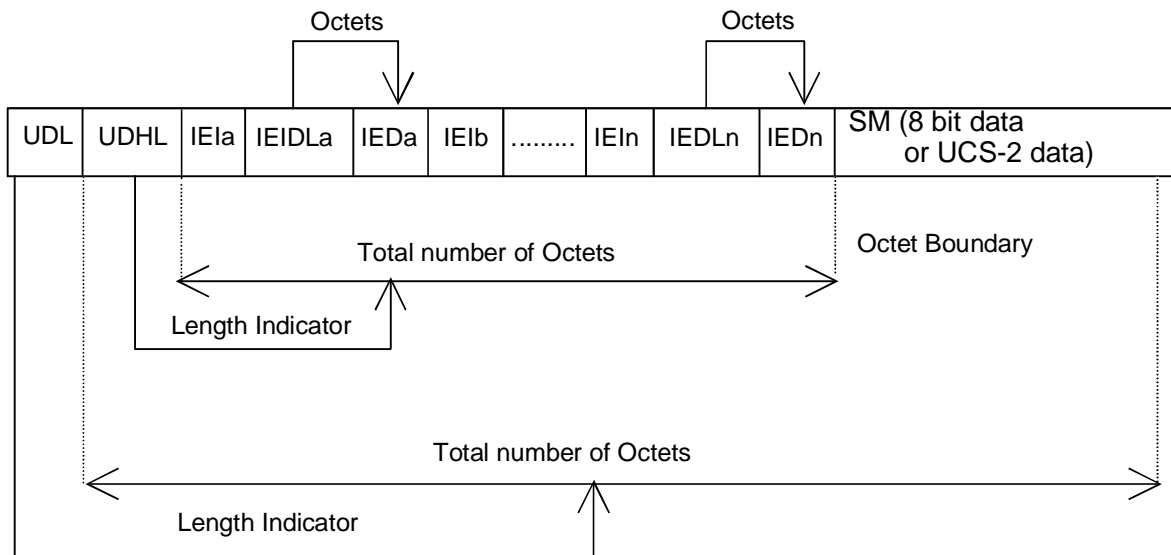 Octets
Octets
UDL UDHL IEIa IEIDLa IEDa IEIb ......... IEIn IEDLn IEDn SM (8 bit data
or UCS-2 data)
Total number of Octets
Octet Boundary
Length Indicator
Total number of Octets
Length Indicator